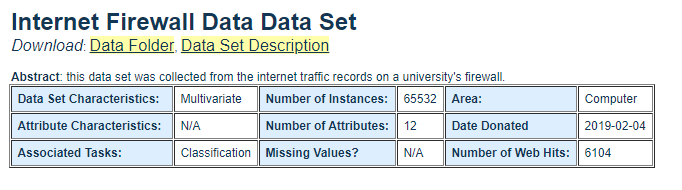 Internet Firewall Data Data Set
Download: Data Folder, Data Set Description
Abstract: this data set was collected from the internet traffic records on a university's firewall.
Data Set Characteristics: Multivariate Number of Instances: 65532 Area: Computer
Attribute Characteristics: N/A Number of Attributes: 12 Date Donated 2019-02-04
Associated Tasks: Classification Missing Values? N/A Number of Web Hits: 6104